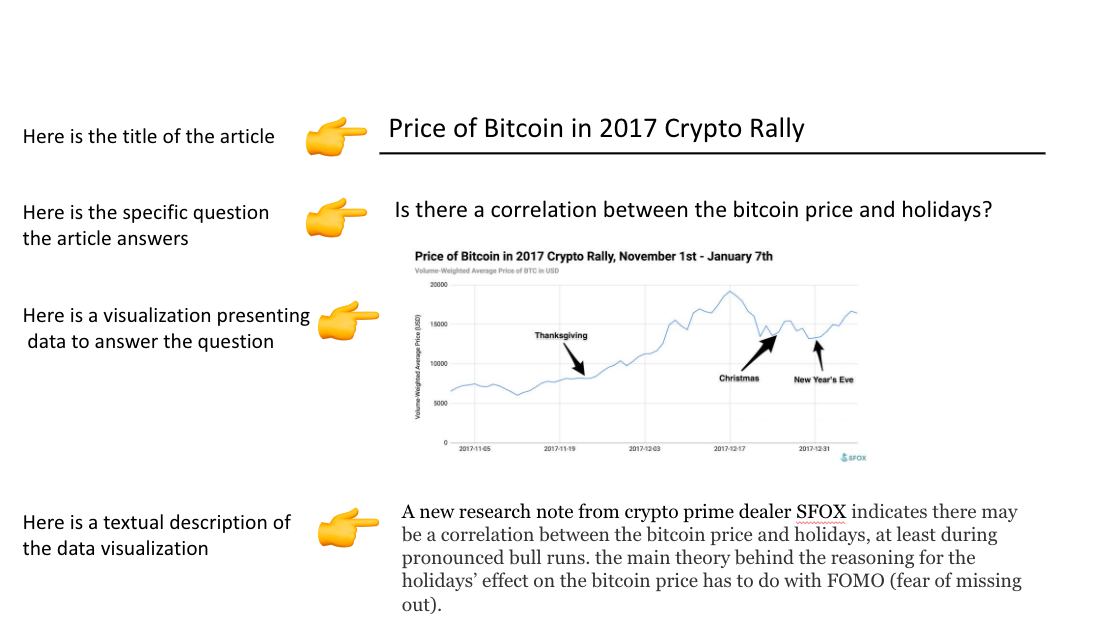 Here is the title of the article
Price of Bitcoin in 2017 Crypto Rally
Here is the specific question
the article answers
Is there a correlation between the bitcoin price and holidays?
Here is a visualization presenting
data to answer the question
Price of Bitcoin in 2017 Crypto Rally, November 1st - January 7th
Volume-Weighted Average Price of BTC in USD
Volume-Weighted Average Price (USD)
20000
15000
10000
5000
0
Thanksgiving
Christmas
New Year's Eve
2017-11-05 2017-11-19 2017-12-03 2017-12-17 2017-12-31
SFOX
Here is a textual description of
the data visualization
A new research note from crypto prime dealer SFOX indicates there may
be a correlation between the bitcoin price and holidays, at least during
pronounced bull runs. the main theory behind the reasoning for the
holidays’ effect on the bitcoin price has to do with FOMO (fear of missing
out).